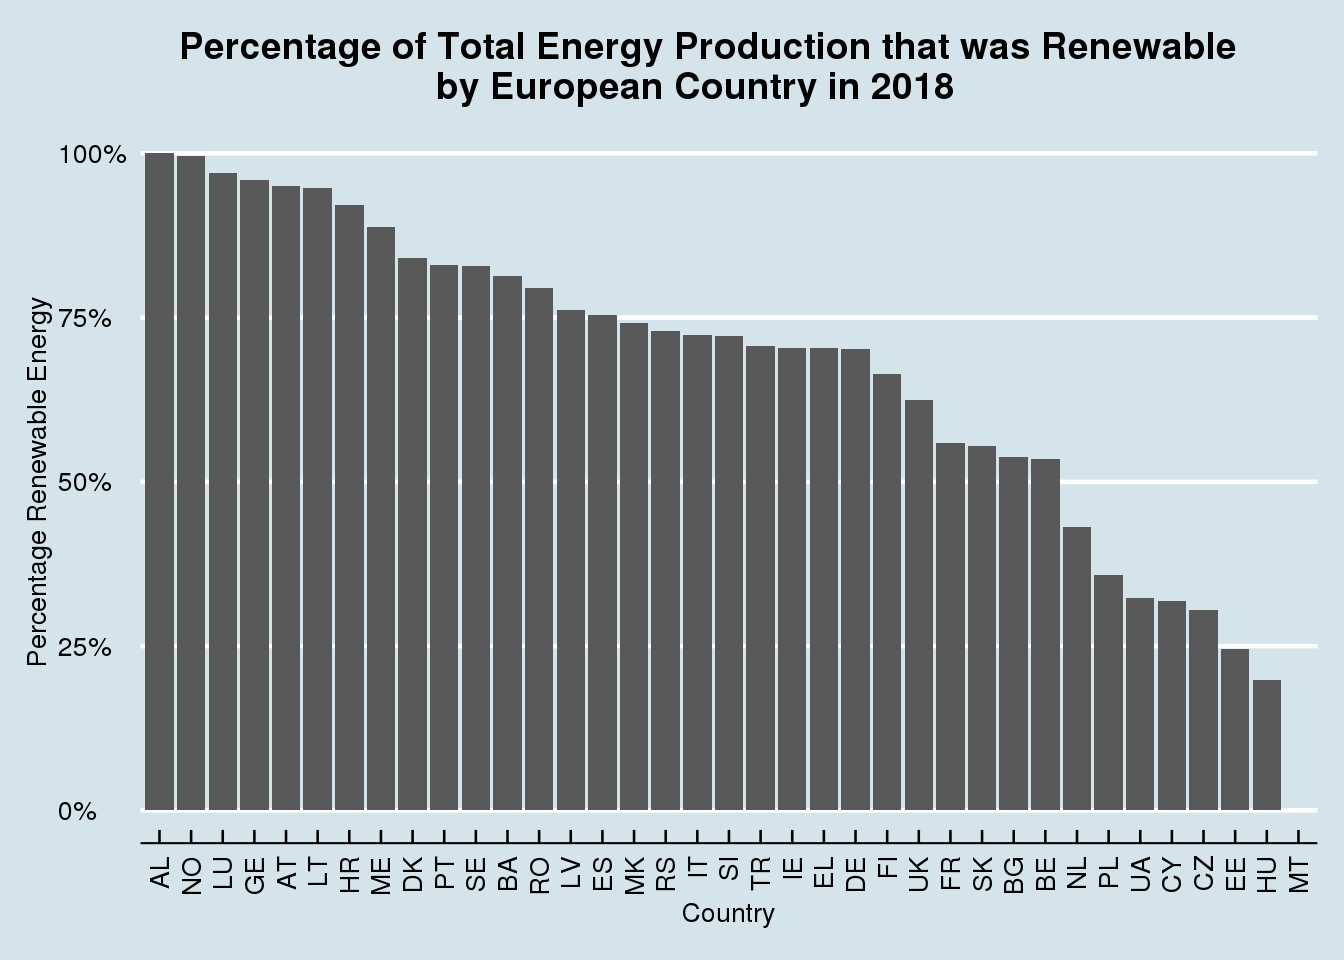 Percentage of Total Energy Production that was Renewable
by European Country in 2018
Percentage Renewable Energy
100%
75%
50%
25%
0%
AL NO LU GE AT LT HR ME DK PT SE BA RO LV ES MK RS IT SI TR IE EL DE FI UK FR SK BG BE NL PL UA CY CZ EE HU MT
Country